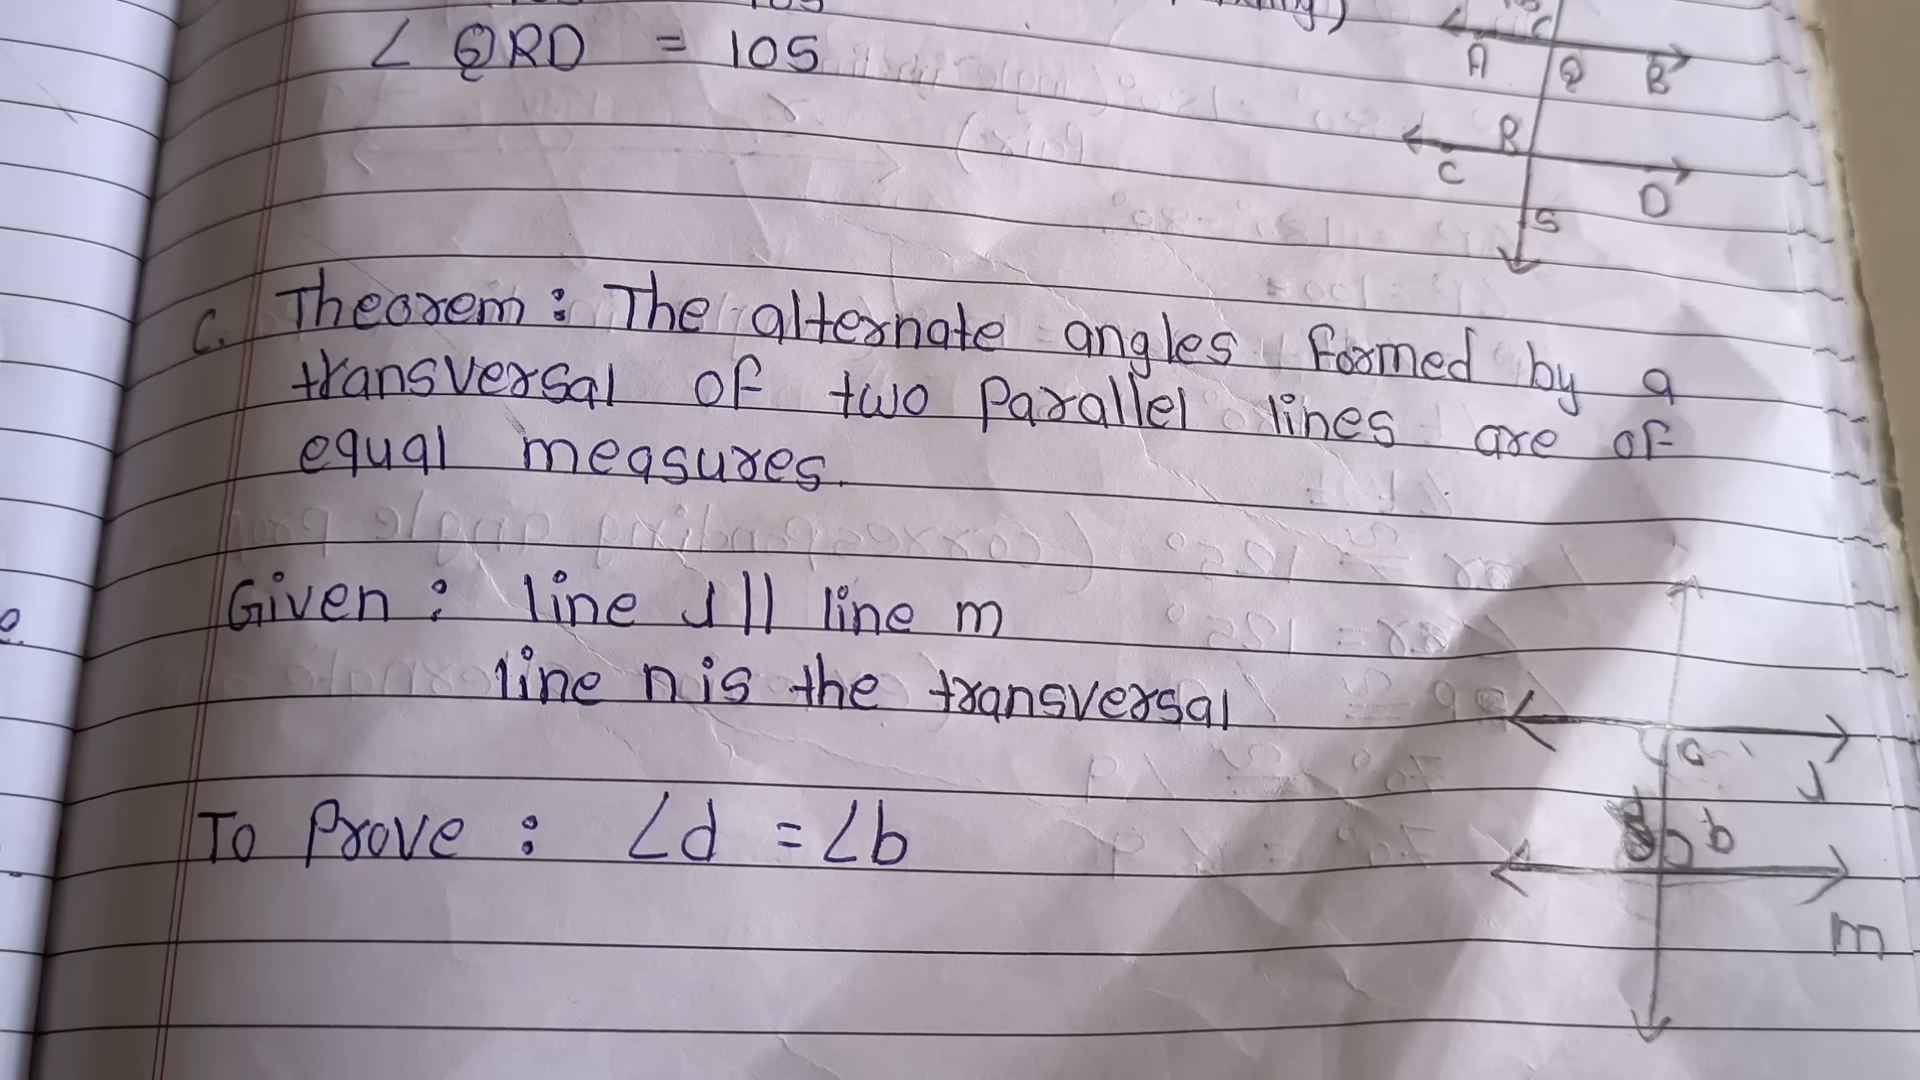 ∠ QRD = 105
A Q B
R
C D
S
C. Theorem : The alternate angles formed by a
transversal of two parallel lines are of
equal measures.
Given : line l || line m
line n is the transversal
a
l
To Prove : ∠d = ∠b
b
m